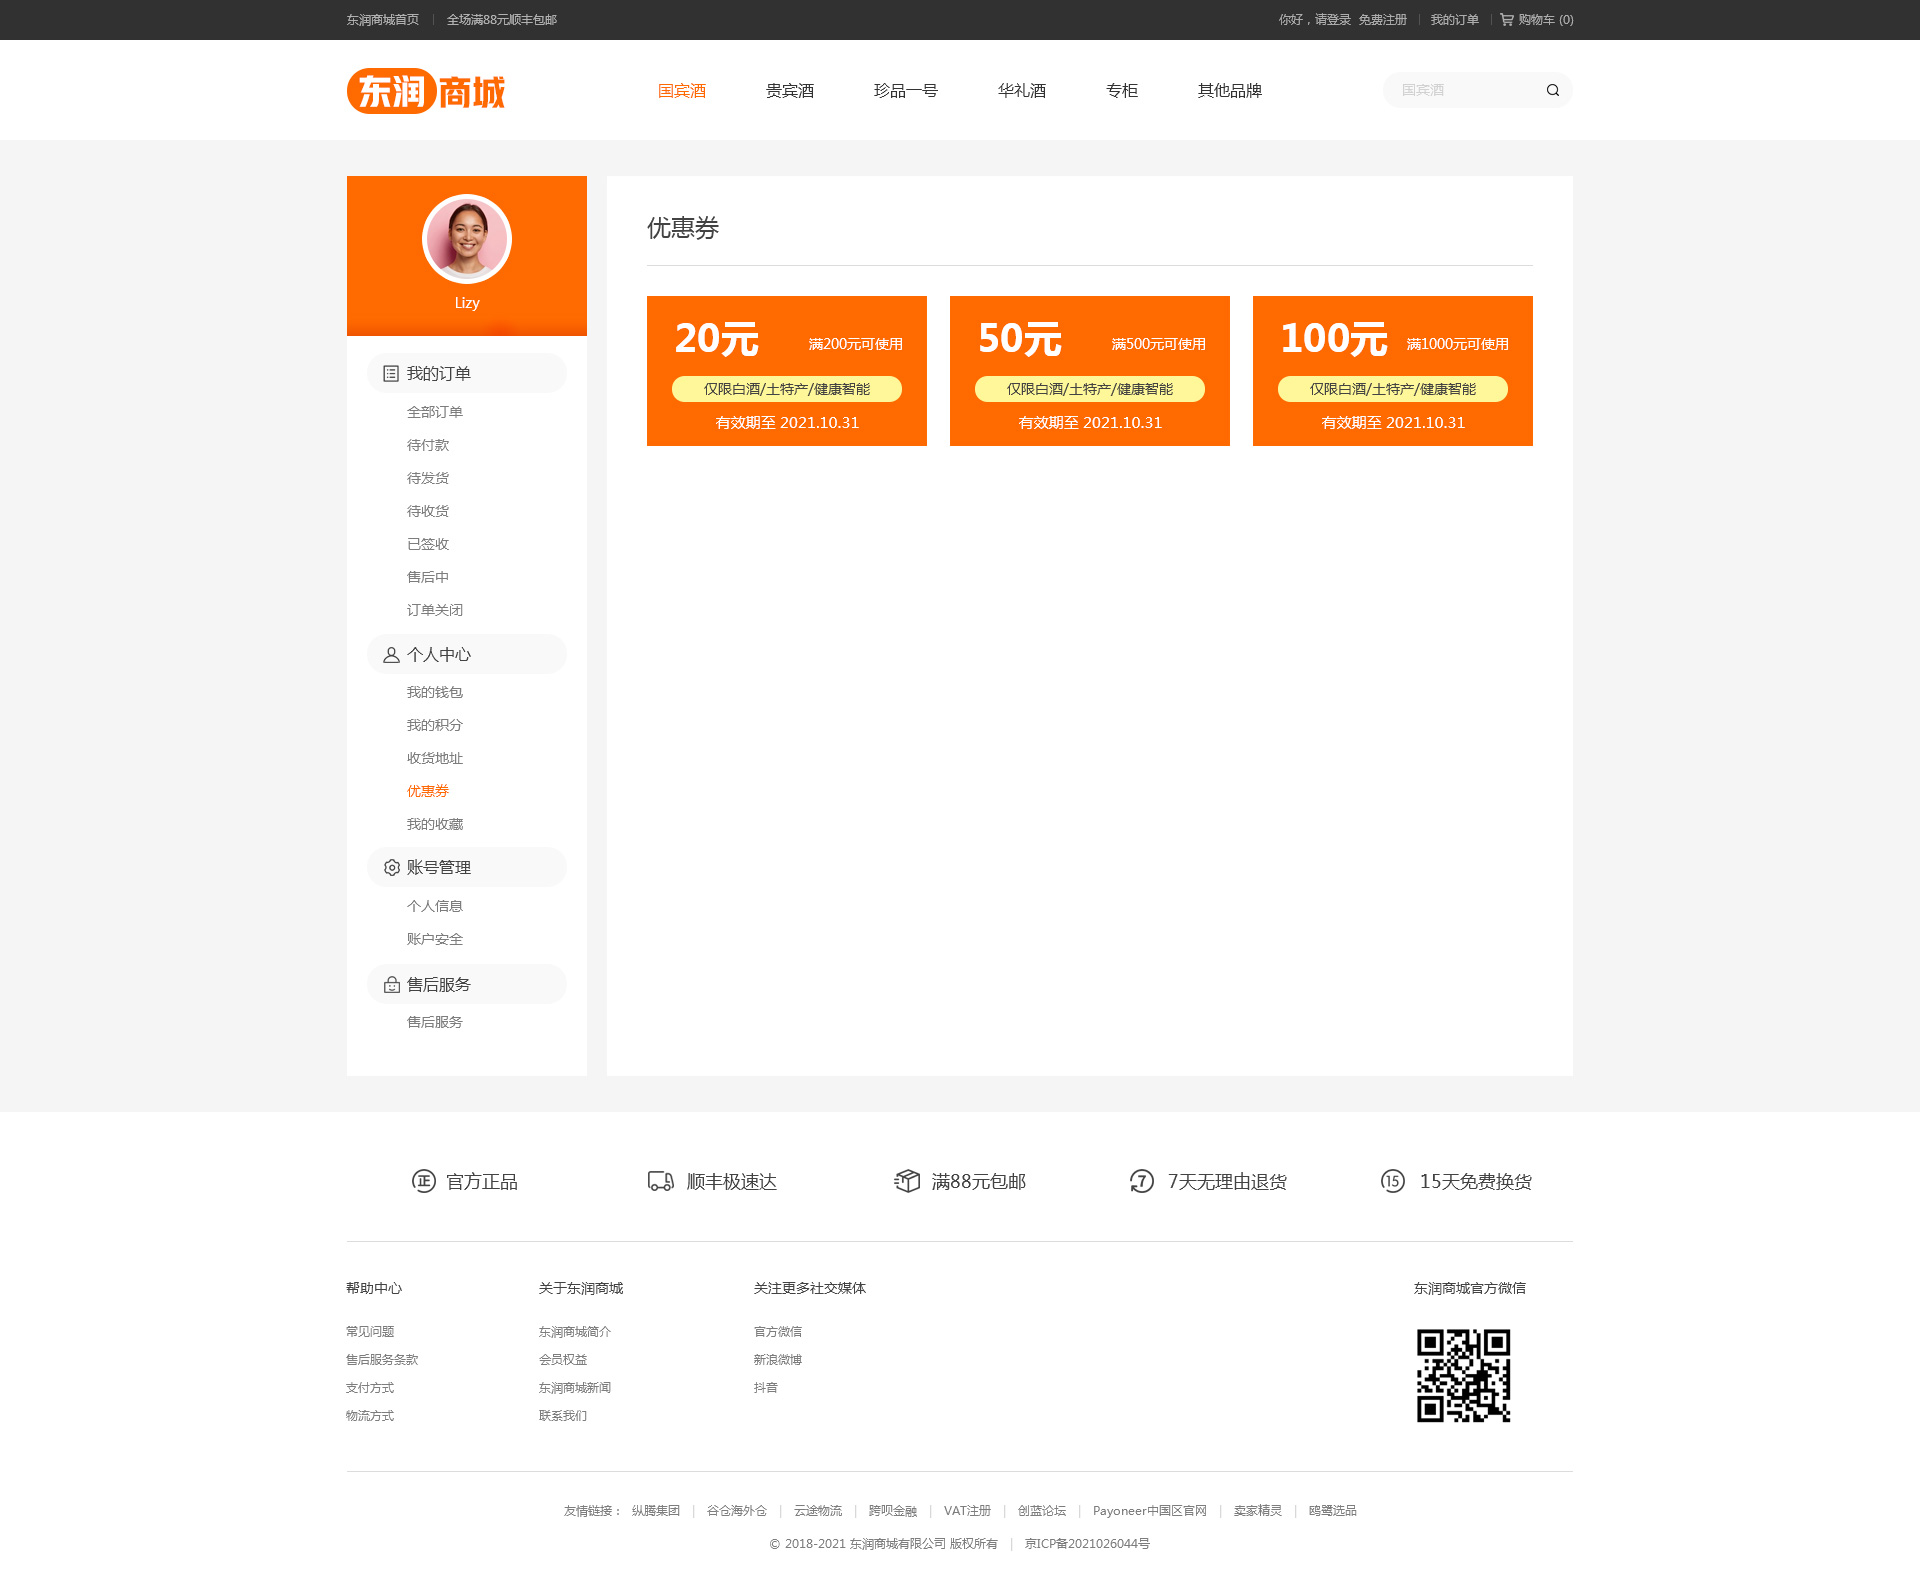 东润商城首页 | 全场满88元顺丰包邮
你好，请登录 免费注册 | 我的订单 | 购物车 (0)
东润商城
国宾酒 贵宾酒 珍品一号 华礼酒 专柜 其他品牌
国宾酒
Lizy
我的订单
全部订单
待付款
待发货
待收货
已签收
售后中
订单关闭
个人中心
我的钱包
我的积分
收货地址
优惠券
我的收藏
账号管理
个人信息
账户安全
售后服务
售后服务
优惠券
20元 满200元可使用
仅限白酒/土特产/健康智能
有效期至 2021.10.31
50元 满500元可使用
仅限白酒/土特产/健康智能
有效期至 2021.10.31
100元 满1000元可使用
仅限白酒/土特产/健康智能
有效期至 2021.10.31
正 官方正品
顺丰极速达
满88元包邮
7 7天无理由退货
15 15天免费换货
帮助中心
常见问题
售后服务条款
支付方式
物流方式
关于东润商城
东润商城简介
会员权益
东润商城新闻
联系我们
关注更多社交媒体
官方微信
新浪微博
抖音
东润商城官方微信
友情链接： 纵腾集团 | 谷仓海外仓 | 云途物流 | 跨呗金融 | VAT注册 | 创蓝论坛 | Payoneer中国区官网 | 卖家精灵 | 鸥鹭选品
© 2018-2021 东润商城有限公司 版权所有 | 京ICP备2021026044号